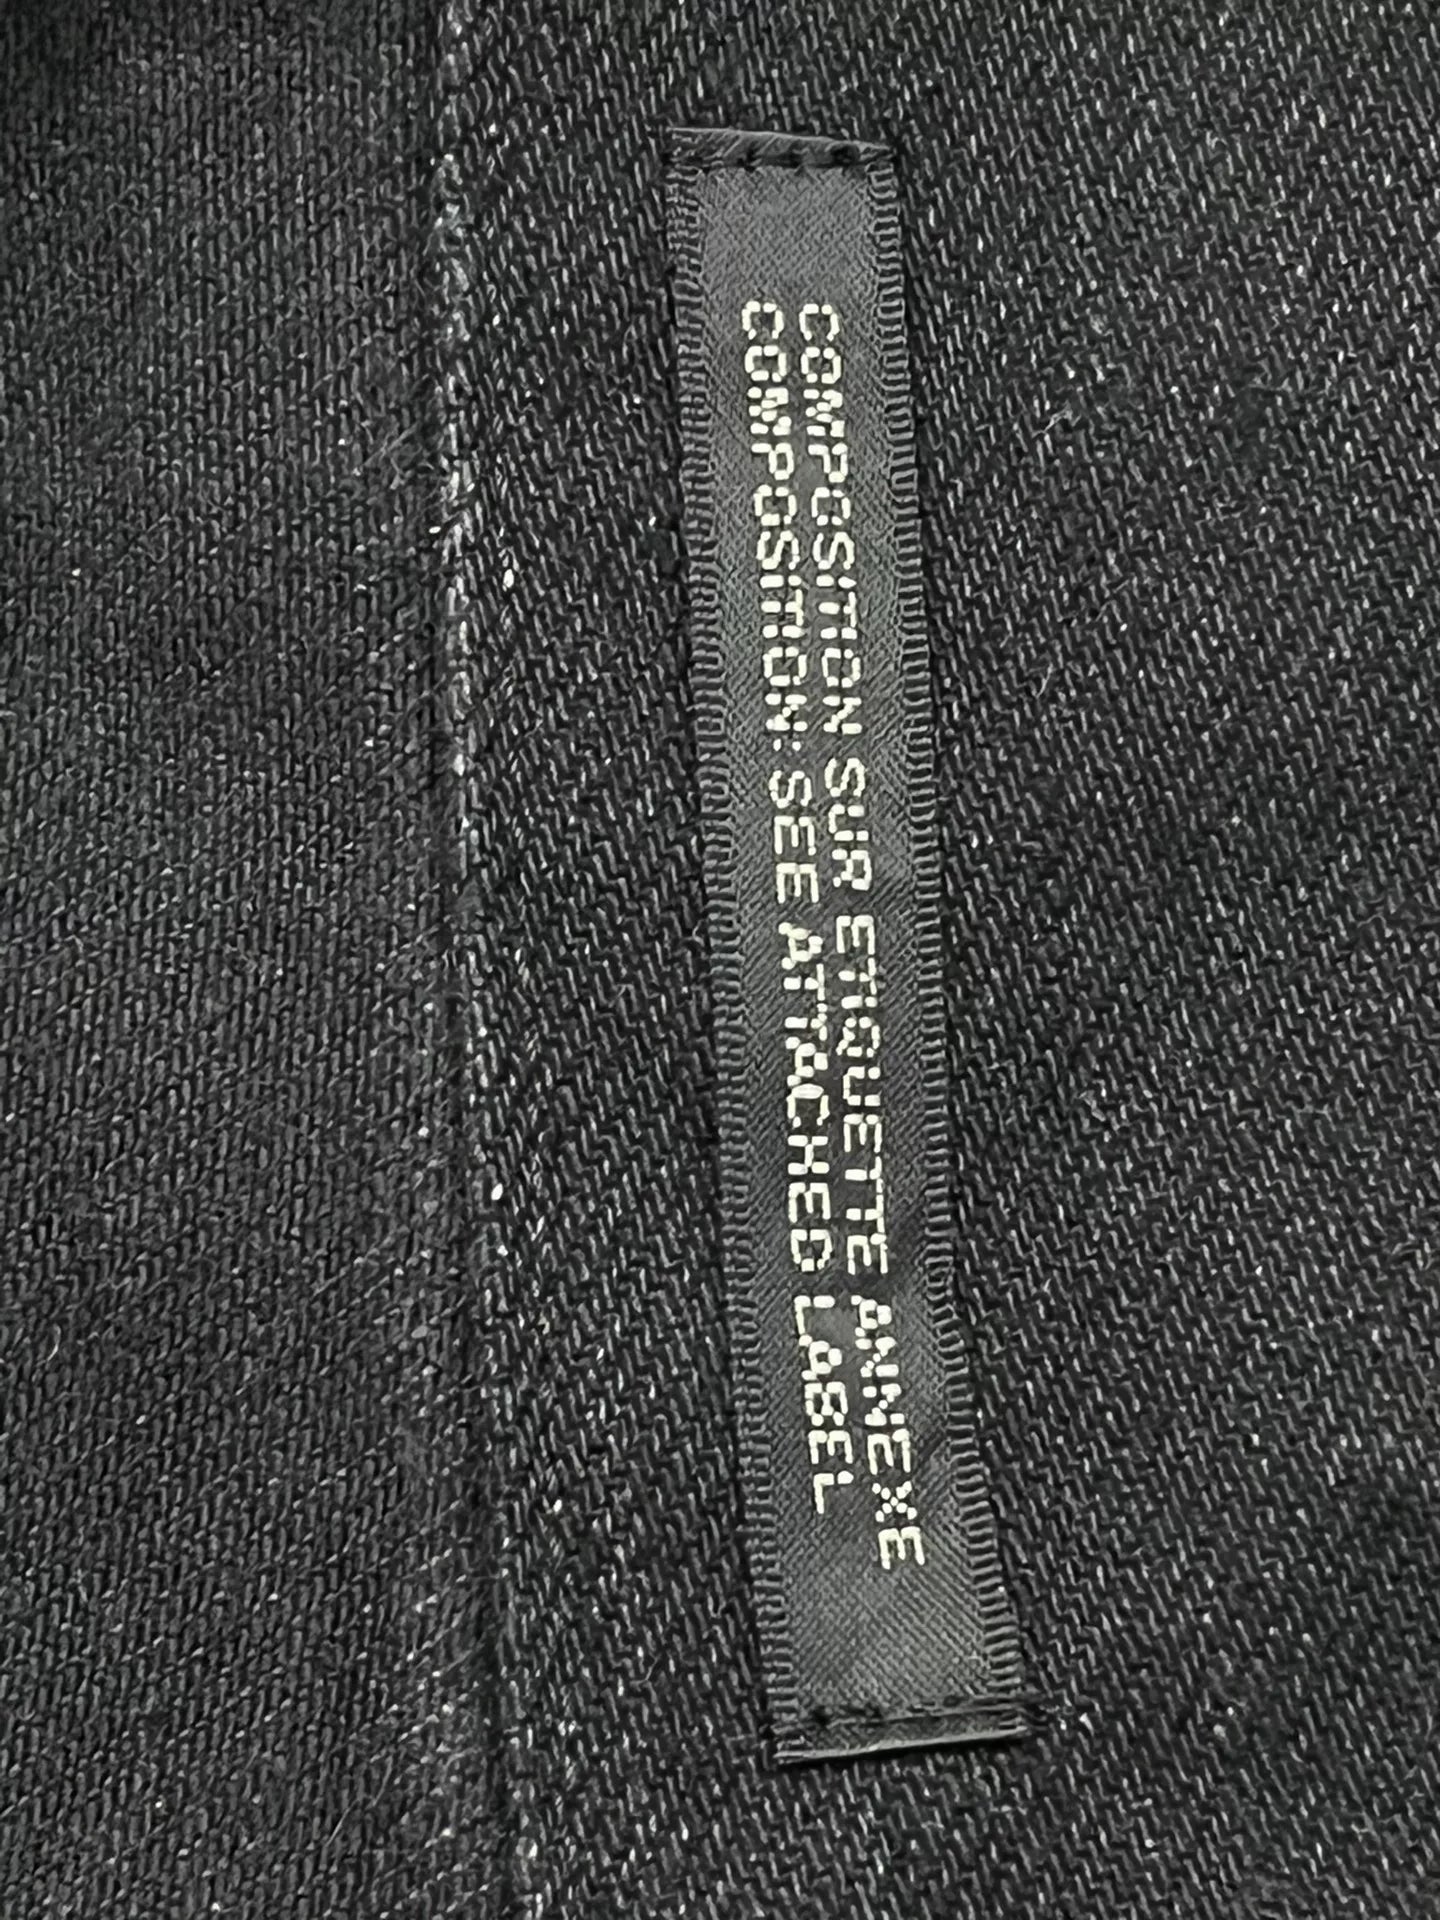 COMPOSITION SUR ETIQUETTE ANNEXE
COMPOSITION: SEE ATTACHED LABEL